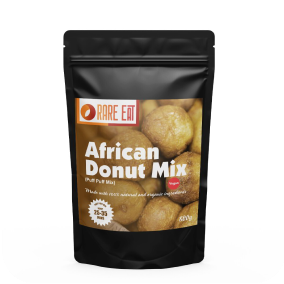 RARE EAT
African
Donut Mix
(Puff Puff Mix)
Vegan
Made with 100% natural and organic ingredients
25-35
500g